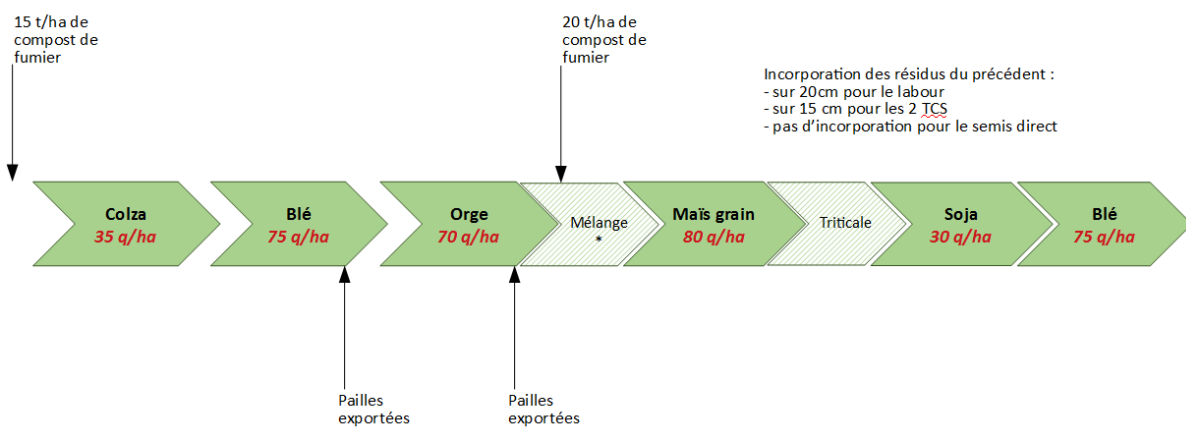 15 t/ha de
compost de
fumier
20 t/ha de
compost de
fumier
Incorporation des résidus du précédent :
- sur 20cm pour le labour
- sur 15 cm pour les 2 TCS
- pas d'incorporation pour le semis direct
Colza
35 q/ha
Blé
75 q/ha
Orge
70 q/ha
Mélange
*
Maïs grain
80 q/ha
Triticale
Soja
30 q/ha
Blé
75 q/ha
Pailles
exportées
Pailles
exportées